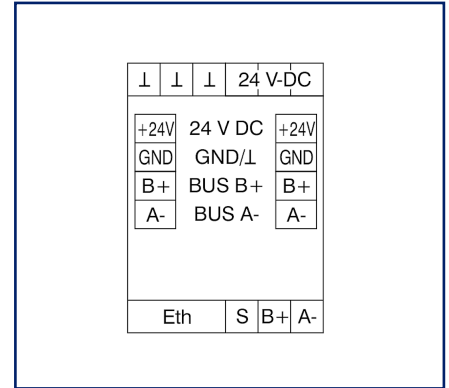 ⊥ ⊥ ⊥ 24 V-DC
+24V 24 V DC +24V
GND GND/⊥ GND
B+ BUS B+ B+
A- BUS A- A-
Eth S B+ A-